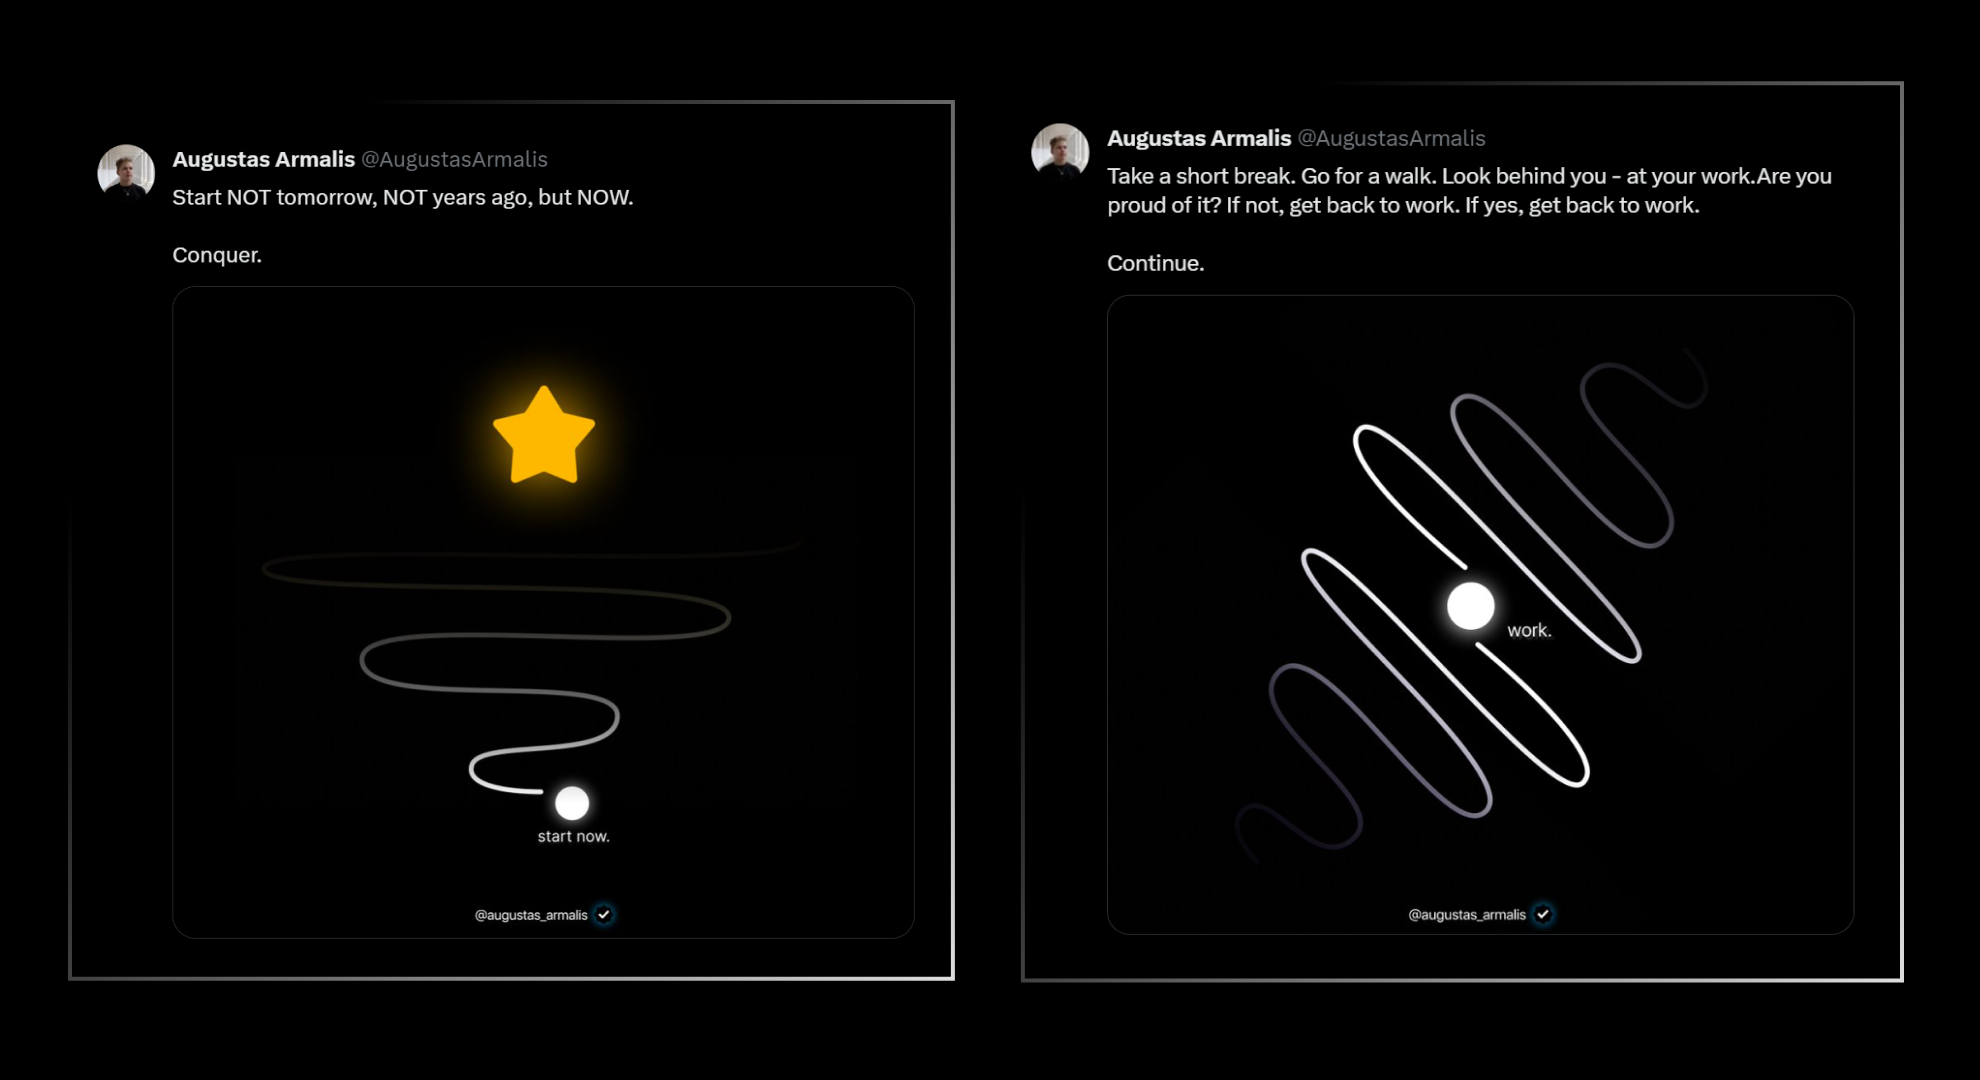 Augustas Armalis @AugustasArmalis
Start NOT tomorrow, NOT years ago, but NOW.
Conquer.
start now.
@augustas_armalis
Augustas Armalis @AugustasArmalis
Take a short break. Go for a walk. Look behind you - at your work.Are you
proud of it? If not, get back to work. If yes, get back to work.
Continue.
work.
@augustas_armalis